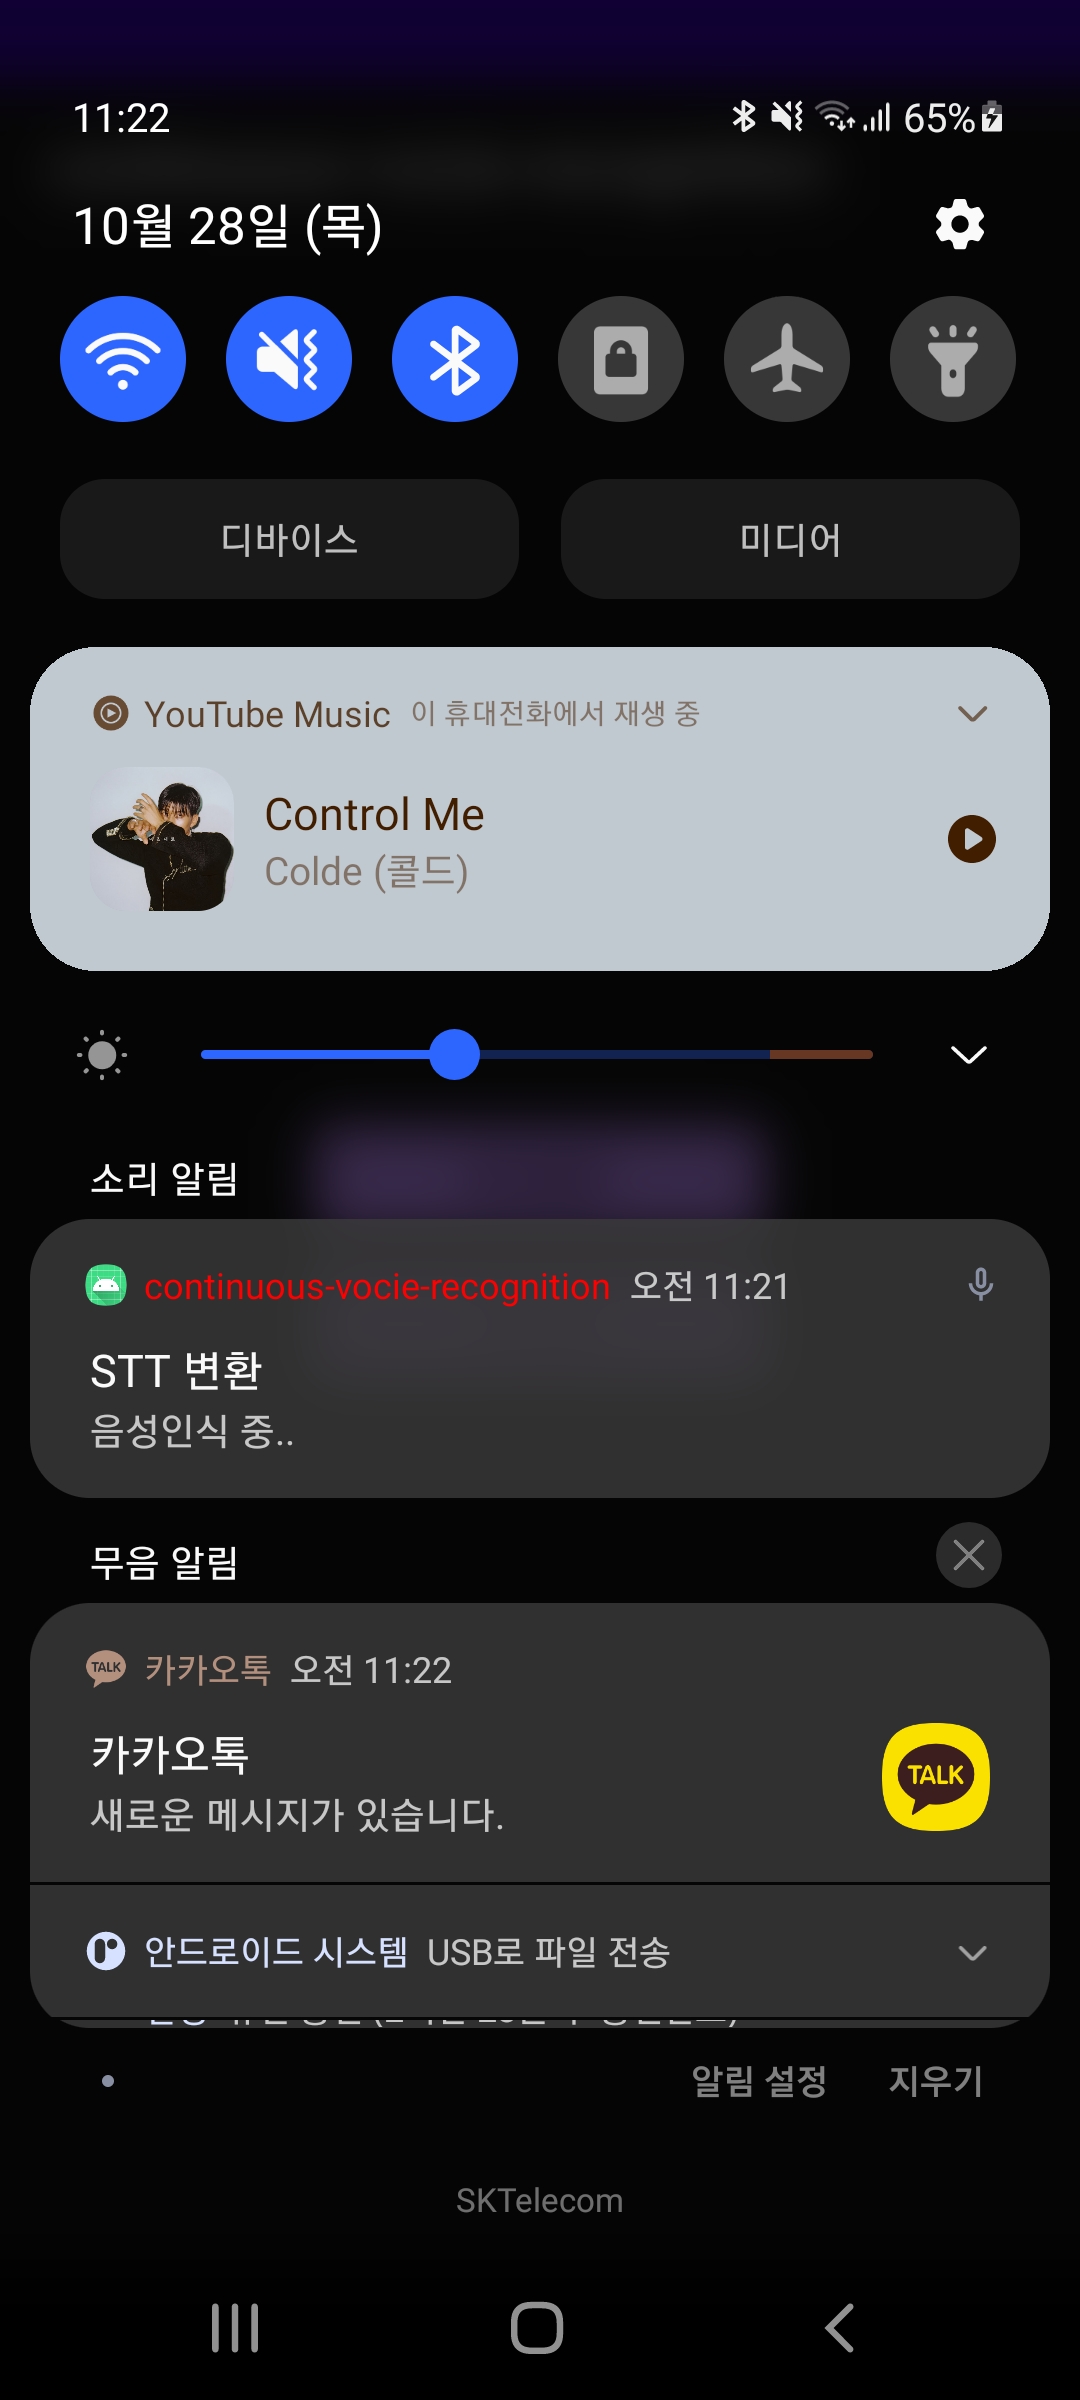 11:22
65%
10월 28일 (목)
디바이스
미디어
YouTube Music 이 휴대전화에서 재생 중
Control Me
Colde (콜드)
소리 알림
continuous-vocie-recognition 오전 11:21
STT 변환
음성인식 중..
무음 알림
TALK 카카오톡 오전 11:22
카카오톡
TALK
새로운 메시지가 있습니다.
안드로이드 시스템 USB로 파일 전송
알림 설정 지우기
SKTelecom